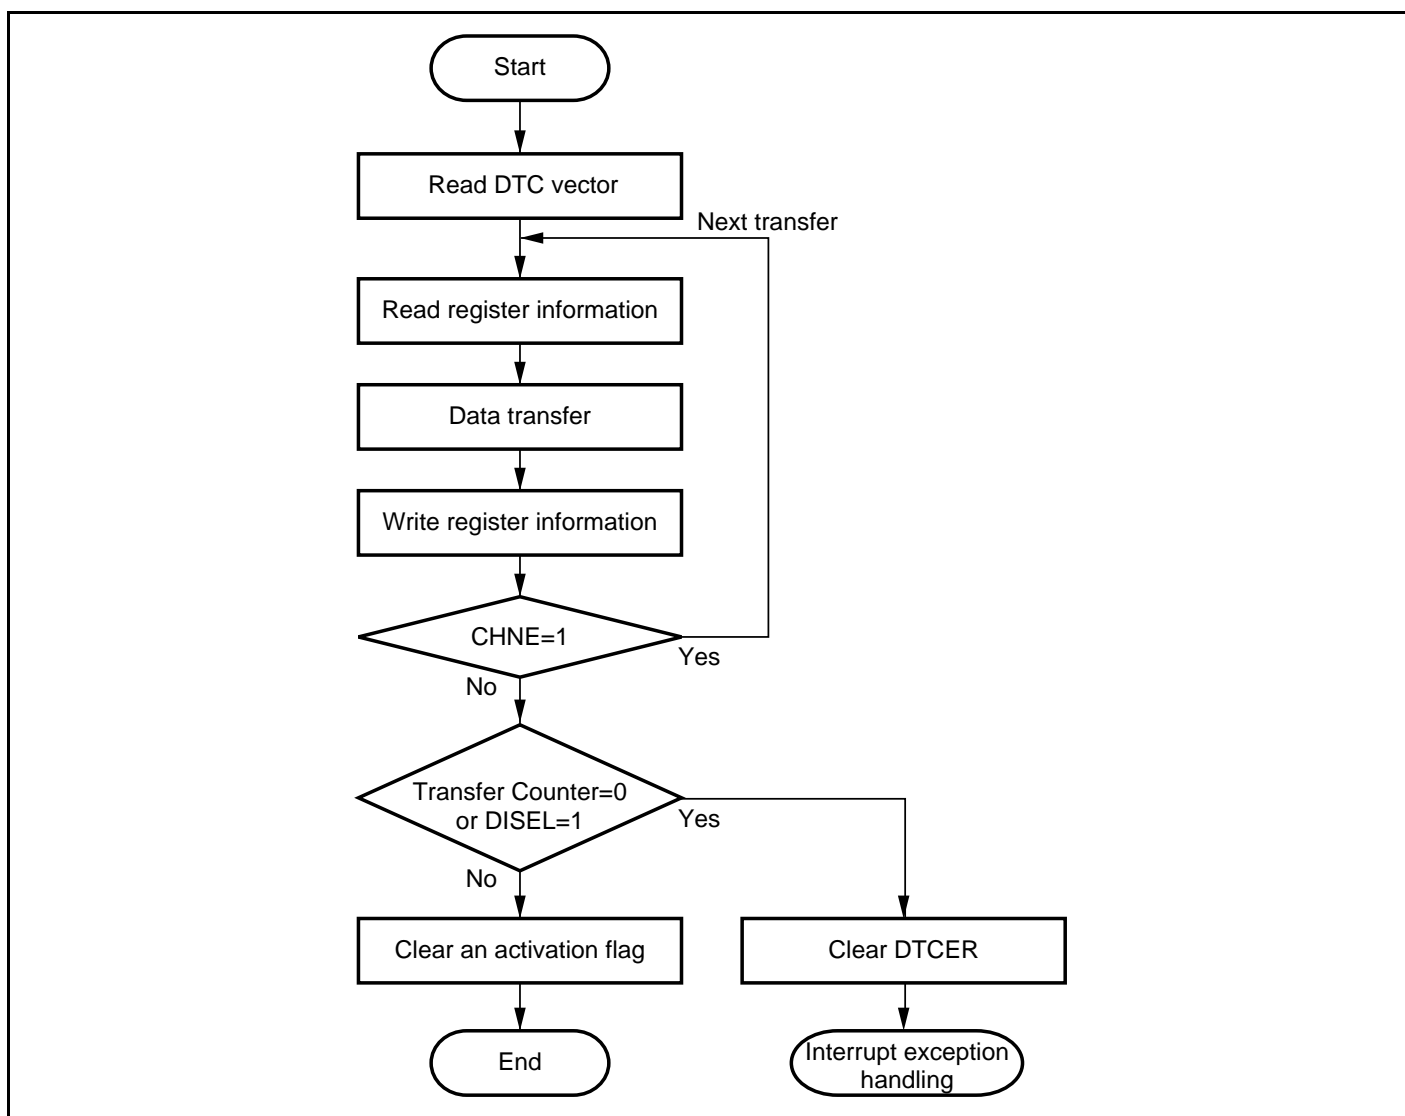 Start
Read DTC vector
Next transfer
Read register information
Data transfer
Write register information
CHNE=1
Yes
No
Transfer Counter=0
or DISEL=1
Yes
No
Clear an activation flag
Clear DTCER
End
Interrupt exception
handling